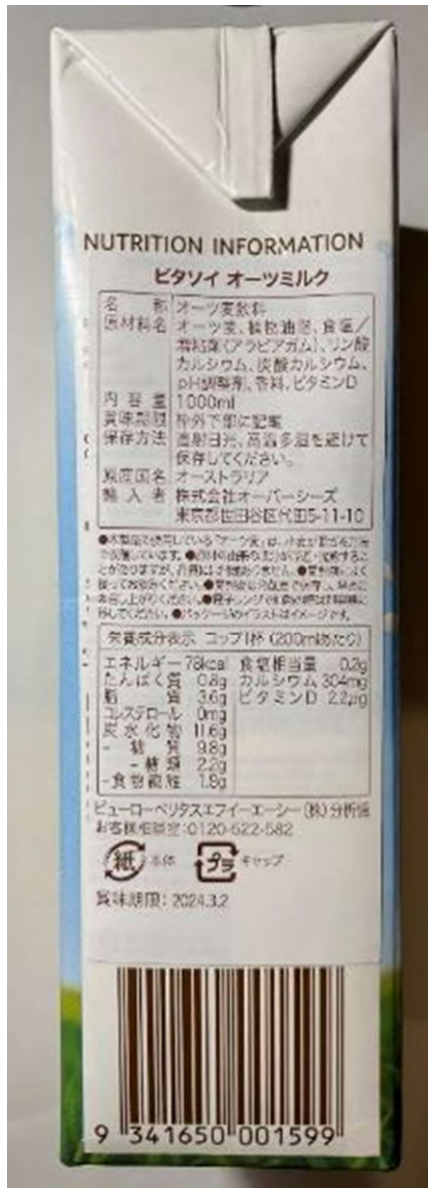 NUTRITION INFORMATION
ビタソイ オーツミルク
名 称 オーツ麦飲料
原材料名 オーツ麦、植物油脂、食塩／
増粘剤(アラビアガム)、リン酸
カルシウム、炭酸カルシウム、
pH調整剤、香料、ビタミンD
内容量 1000ml
賞味期限 枠外下部に記載
保存方法 直射日光、高温多湿を避けて
保存してください。
原産国名 オーストラリア
輸入者 株式会社オーバーシーズ
東京都世田谷区代田5-11-10
栄養成分表示 コップ1杯 (200mlあたり)
エネルギー 78kcal 食塩相当量 0.2g
たんぱく質 0.8g カルシウム 304mg
脂 質 3.6g ビタミンD 2.2μg
コレステロール 0mg
炭水化物 11.6g
- 糖 質 9.8g
- 糖 類 2.2g
-食物繊維 1.8g
ビューローベリタスエフイーエーシー(株)分析値
お客様相談室:0120-522-582
紙 本体 プラ キャップ
賞味期限: 2024.3.2
9 341650 001599